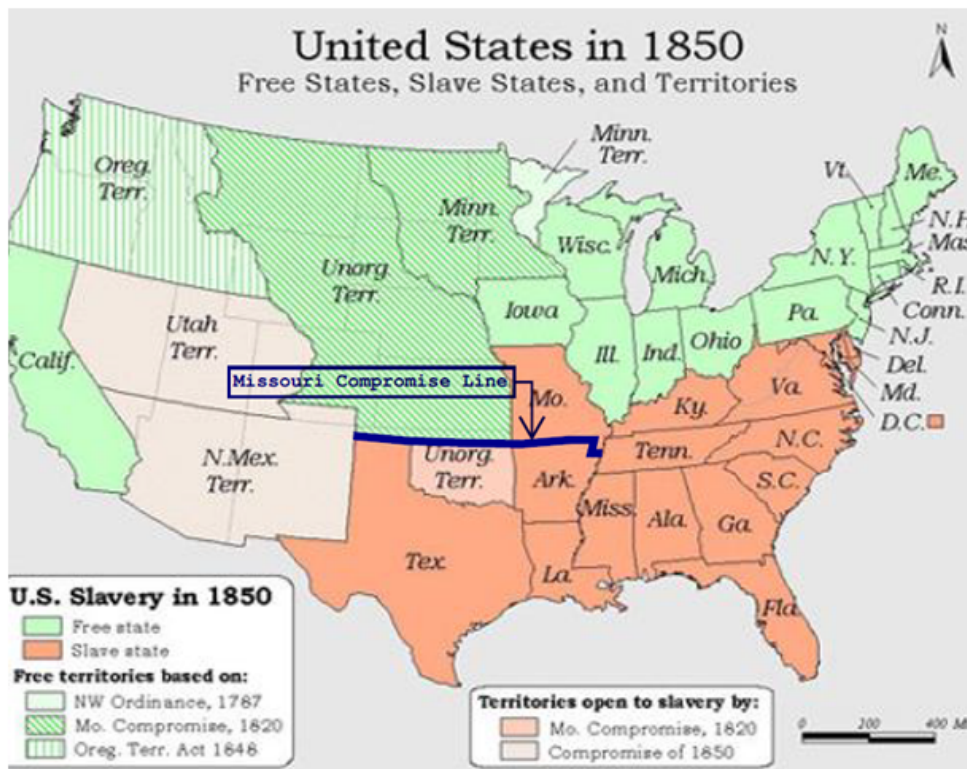 United States in 1850
Free States, Slave States, and Territories
N
Minn.
Terr.
Oreg.
Terr.
Minn.
Terr.
Vt.
Me.
N.H.
Mas
Wisc.
N.Y.
Unorg.
Terr.
Mich.
R.I.
Conn.
Iowa
Pa.
N.J.
Utah
Terr.
Ill.
Ind.
Ohio
Calif.
Del.
Missouri Compromise Line
Mo.
Va.
Md.
Ky.
D.C.
N.Mex.
Terr.
Unorg.
Terr.
Tenn.
N.C.
Ark.
S.C.
Miss.
Ala.
Ga.
Tex.
La.
Fla.
U.S. Slavery in 1850
Free state
Slave state
Free territories based on:
NW Ordinance, 1787
Mo. Compromise, 1820
Oreg. Terr. Act 1848
Territories open to slavery by:
Mo. Compromise, 1820
Compromise of 1850
0 200 400 M